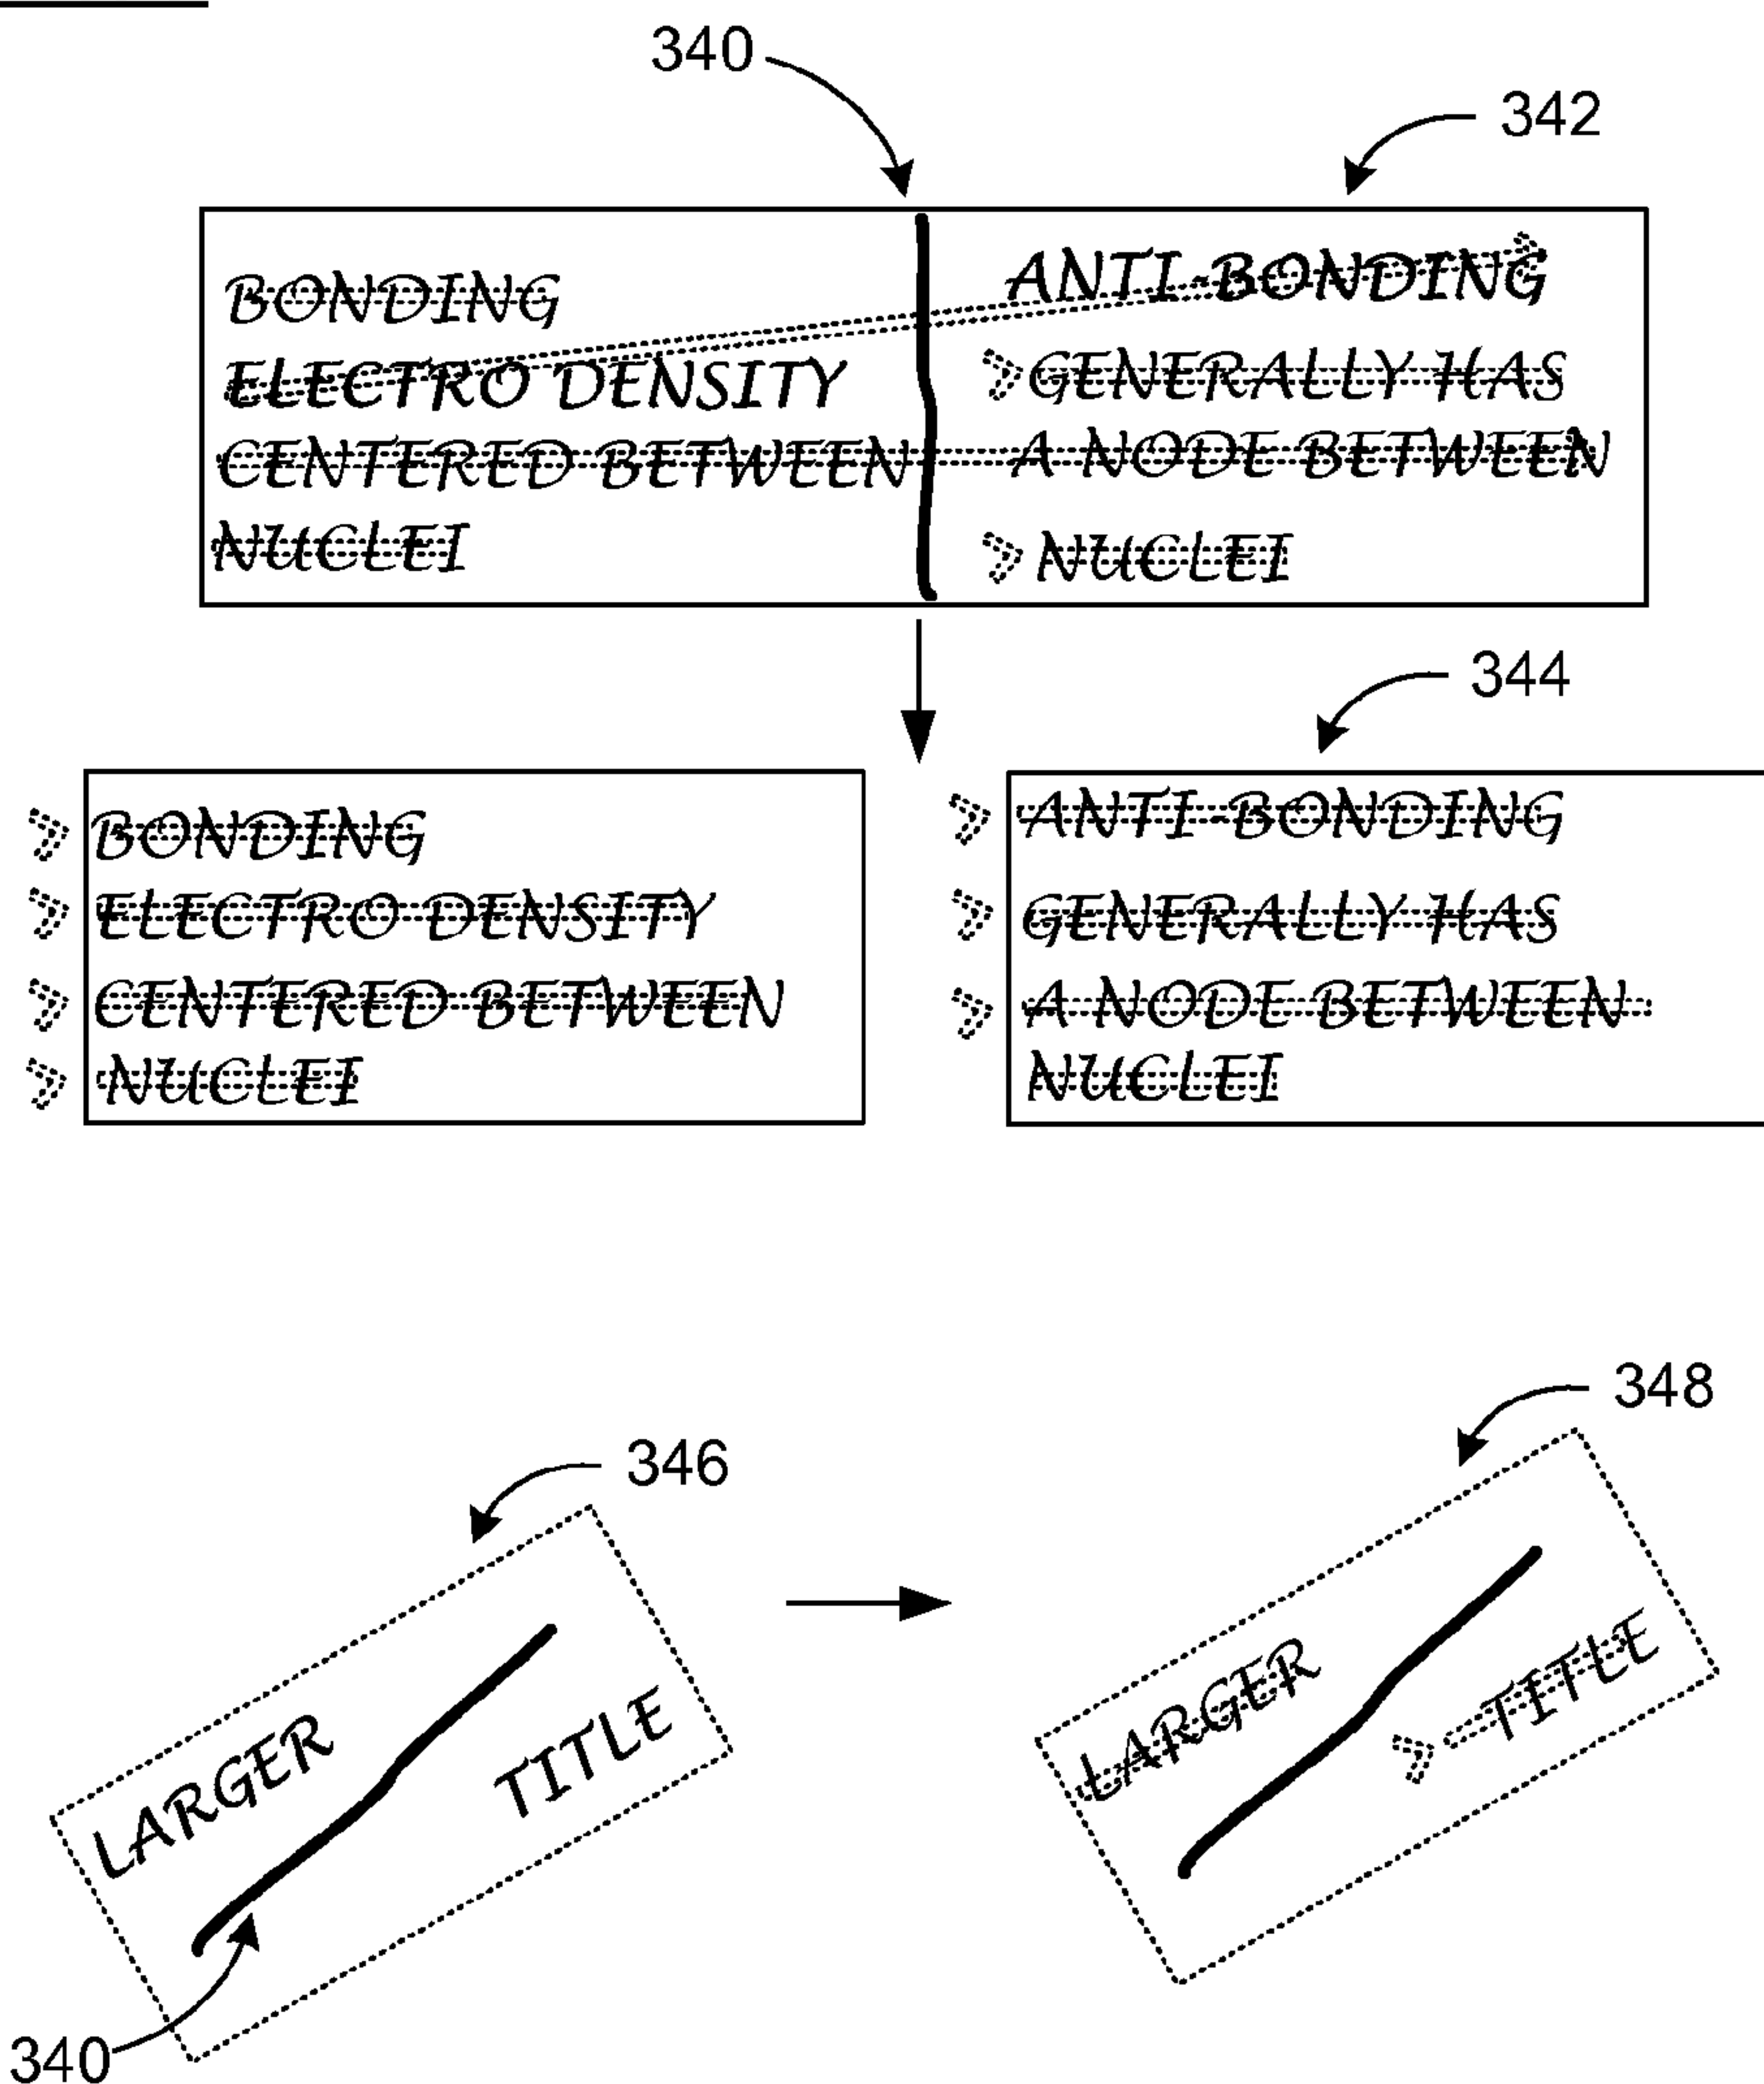 340
342
BONDING
ELECTRO DENSITY
CENTERED BETWEEN
NUCLEI
ANTI-BONDING
GENERALLY HAS
A NODE BETWEEN
NUCLEI
344
BONDING
ELECTRO DENSITY
CENTERED BETWEEN
NUCLEI
ANTI-BONDING
GENERALLY HAS
A NODE BETWEEN
NUCLEI
346
LARGER
TITLE
340
348
LARGER
TITLE